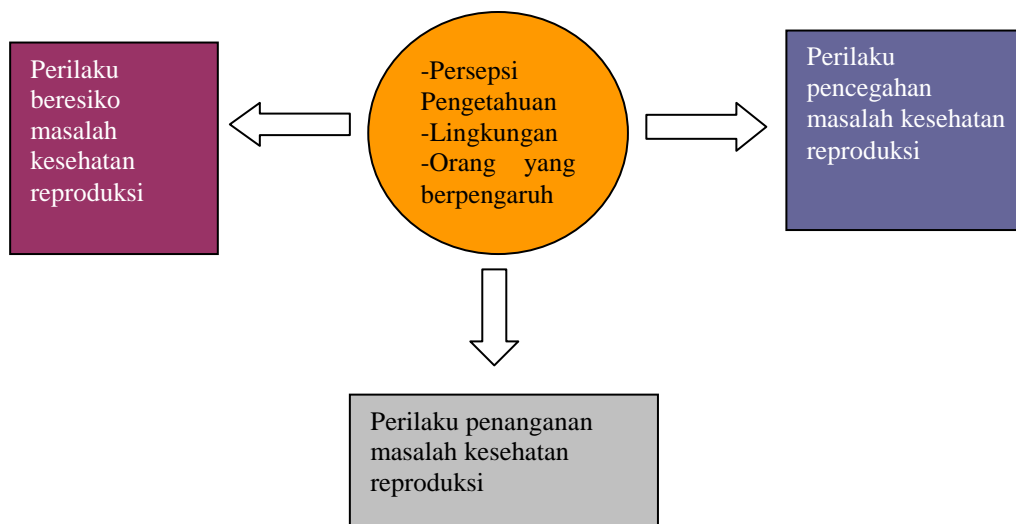 Perilaku
beresiko
masalah
kesehatan
reproduksi
-Persepsi
Pengetahuan
-Lingkungan
-Orang yang
berpengaruh
Perilaku
pencegahan
masalah kesehatan
reproduksi
Perilaku penanganan
masalah kesehatan
reproduksi